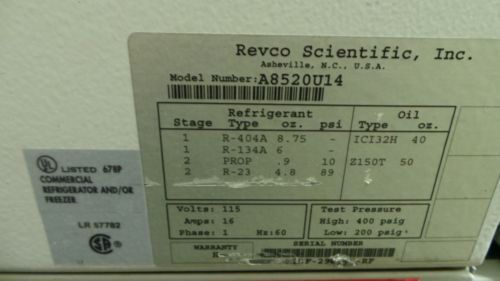 Revco Scientific, Inc.
Asheville, N.C., U.S.A.
Model Number: A8520U14
Refrigerant Oil
Stage Type oz. psi Type oz.
1 R-404A 8.75 - ICI32H 40
1 R-134A 6 -
2 PROP .9 10 Z150T 50
2 R-23 4.8 89
UL LISTED 678P
COMMERCIAL
REFRIGERATOR AND/OR
FREEZER
LR 57782
SA
Volts: 115
Amps: 16
Phase: 1 Hz:60
Test Pressure
High: 400 psig
Low: 200 psig
WARRANTY SERIAL NUMBER